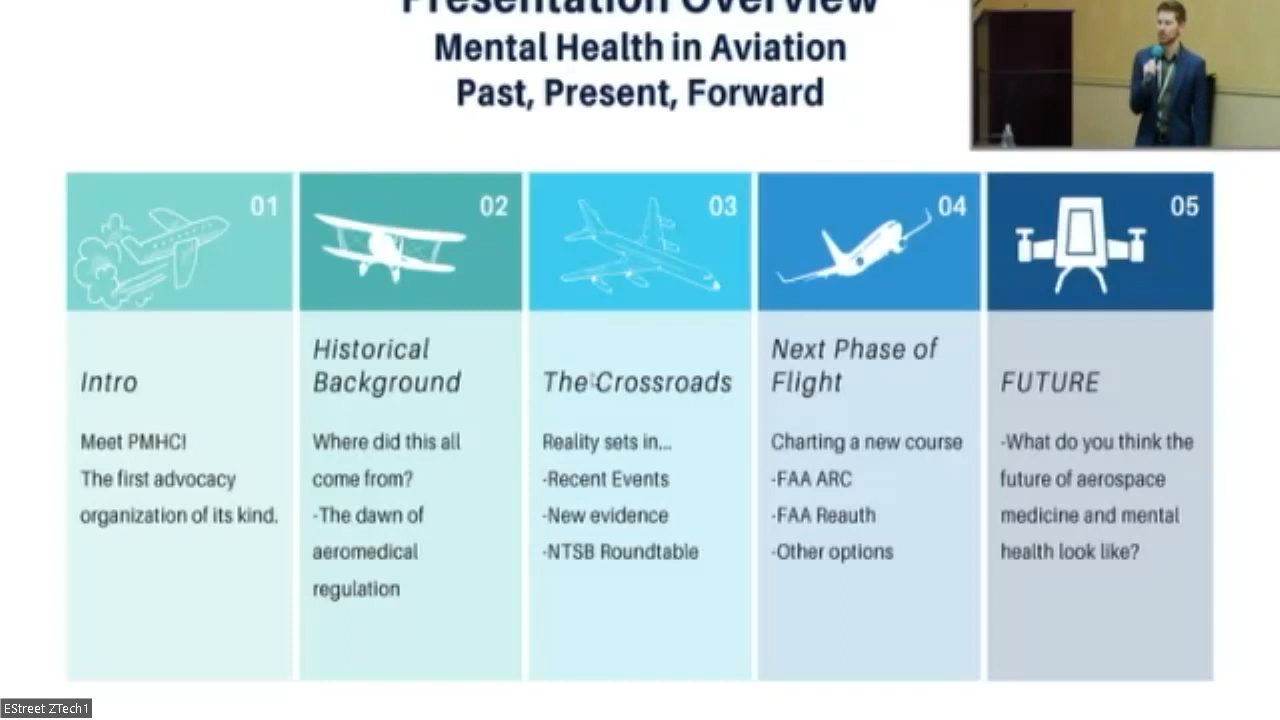 Presentation Overview
Mental Health in Aviation
Past, Present, Forward
01
02
03
04
05
Intro
Historical
Background
The Crossroads
Next Phase of
Flight
FUTURE
Meet PMHCI
The first advocacy
organization of its kind.
Where did this all
come from?
-The dawn of
aeromedical
regulation
Reality sets in...
-Recent Events
-New evidence
-NTSB Roundtable
Charting a new course
-FAA ARC
-FAA Reauth
-Other options
-What do you think the
future of aerospace
medicine and mental
health look like?
EStreet ZTech1